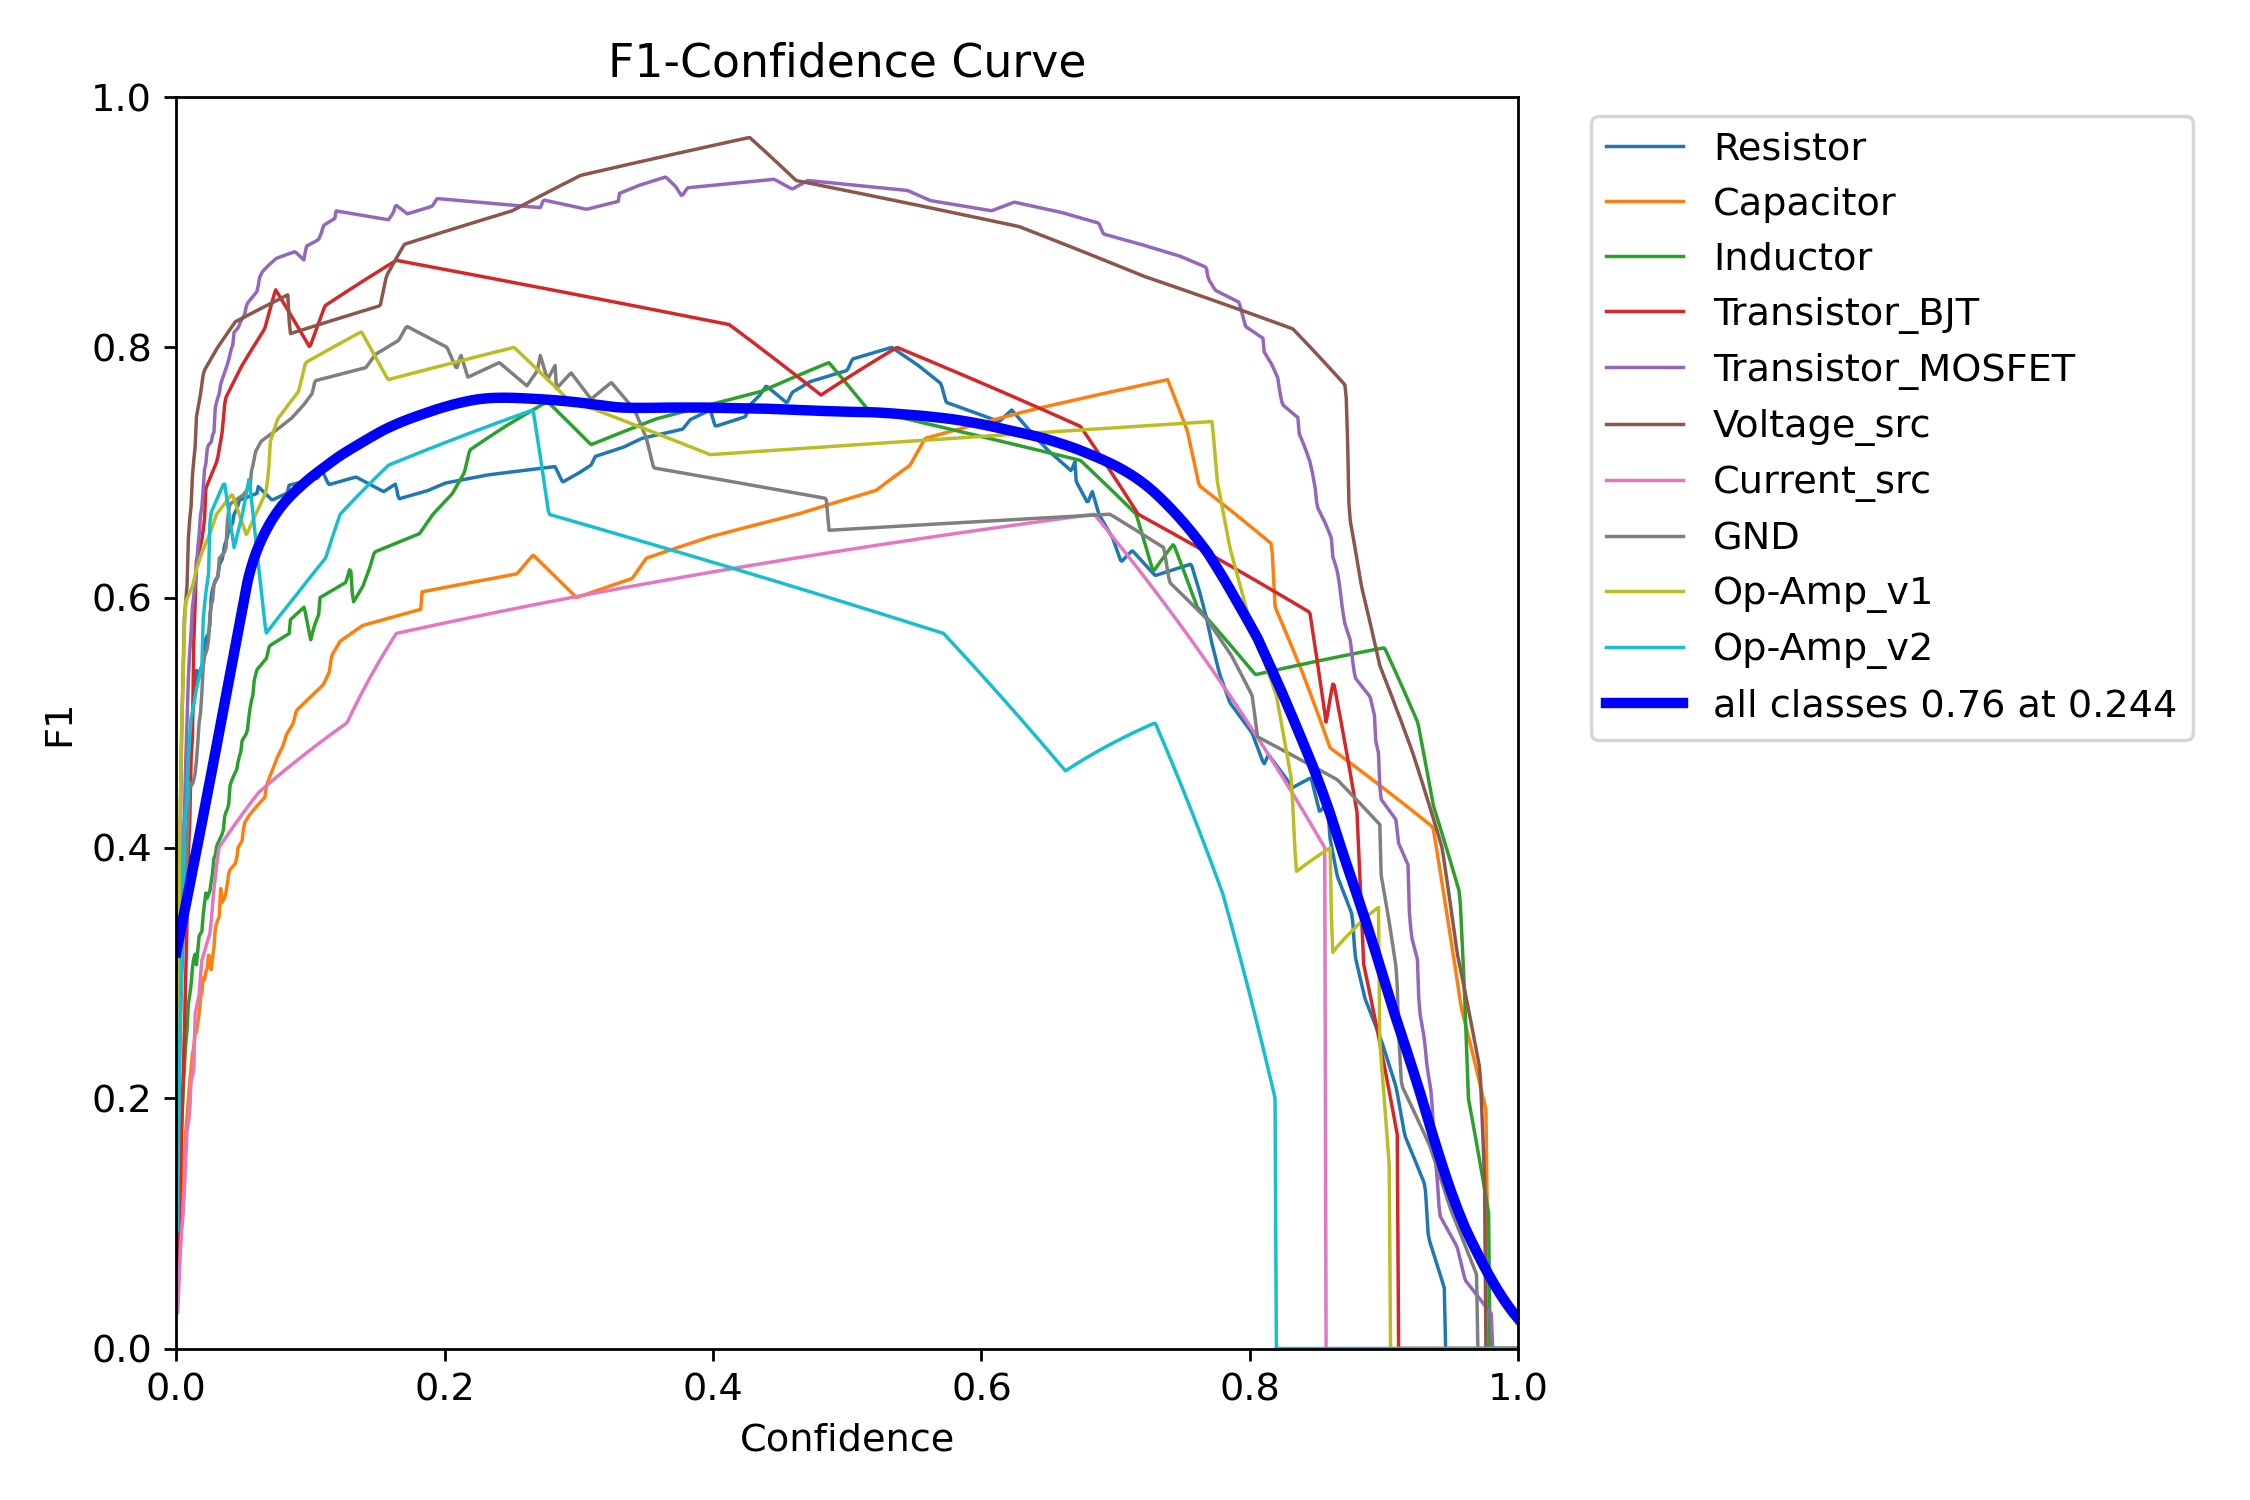 F1-Confidence Curve
1.0
0.8
0.6
0.4
0.2
0.0
F1
0.0 0.2 0.4 0.6 0.8 1.0
Confidence
Resistor
Capacitor
Inductor
Transistor_BJT
Transistor_MOSFET
Voltage_src
Current_src
GND
Op-Amp_v1
Op-Amp_v2
all classes 0.76 at 0.244